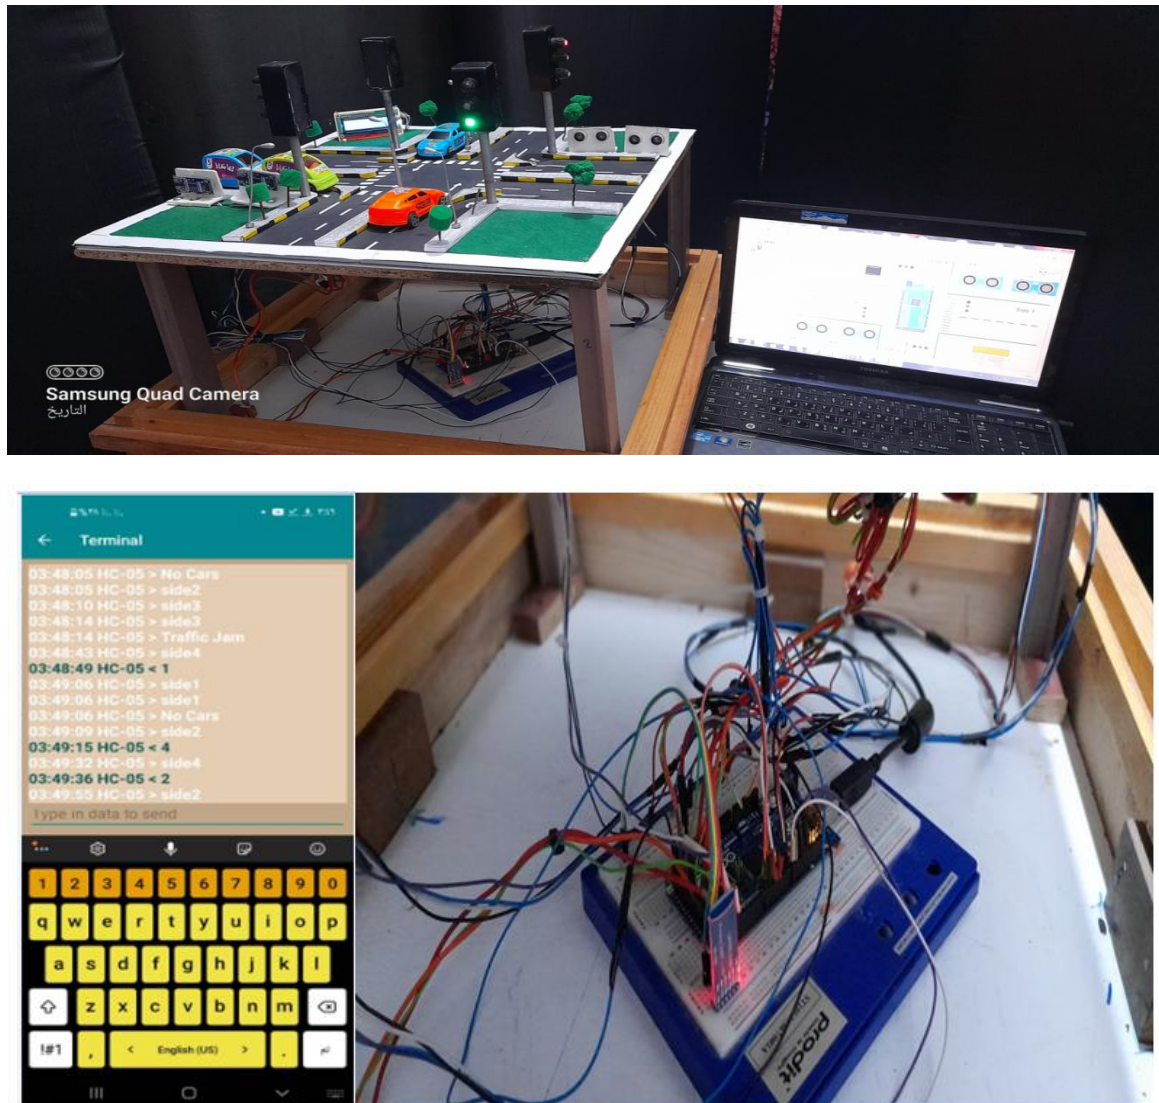 Samsung Quad Camera
التاريخ
TOSHIBA
Terminal
03:48:05 HC-05 > No Cars
03:48:05 HC-05 > side2
03:48:10 HC-05 > side3
03:48:14 HC-05 > side3
03:48:14 HC-05 > Traffic Jam
03:48:43 HC-05 > side4
03:48:49 HC-05 < 1
03:49:06 HC-05 > side1
03:49:06 HC-05 > side1
03:49:06 HC-05 > No Cars
03:49:09 HC-05 > side2
03:49:15 HC-05 < 4
03:49:32 HC-05 > side4
03:49:36 HC-05 < 2
03:49:55 HC-05 > side2
Type in data to send
1 2 3 4 5 6 7 8 9 0
q w e r t y u i o p
a s d f g h j k l
z x c v b n m
!#1 , < English (US) > .
prodit